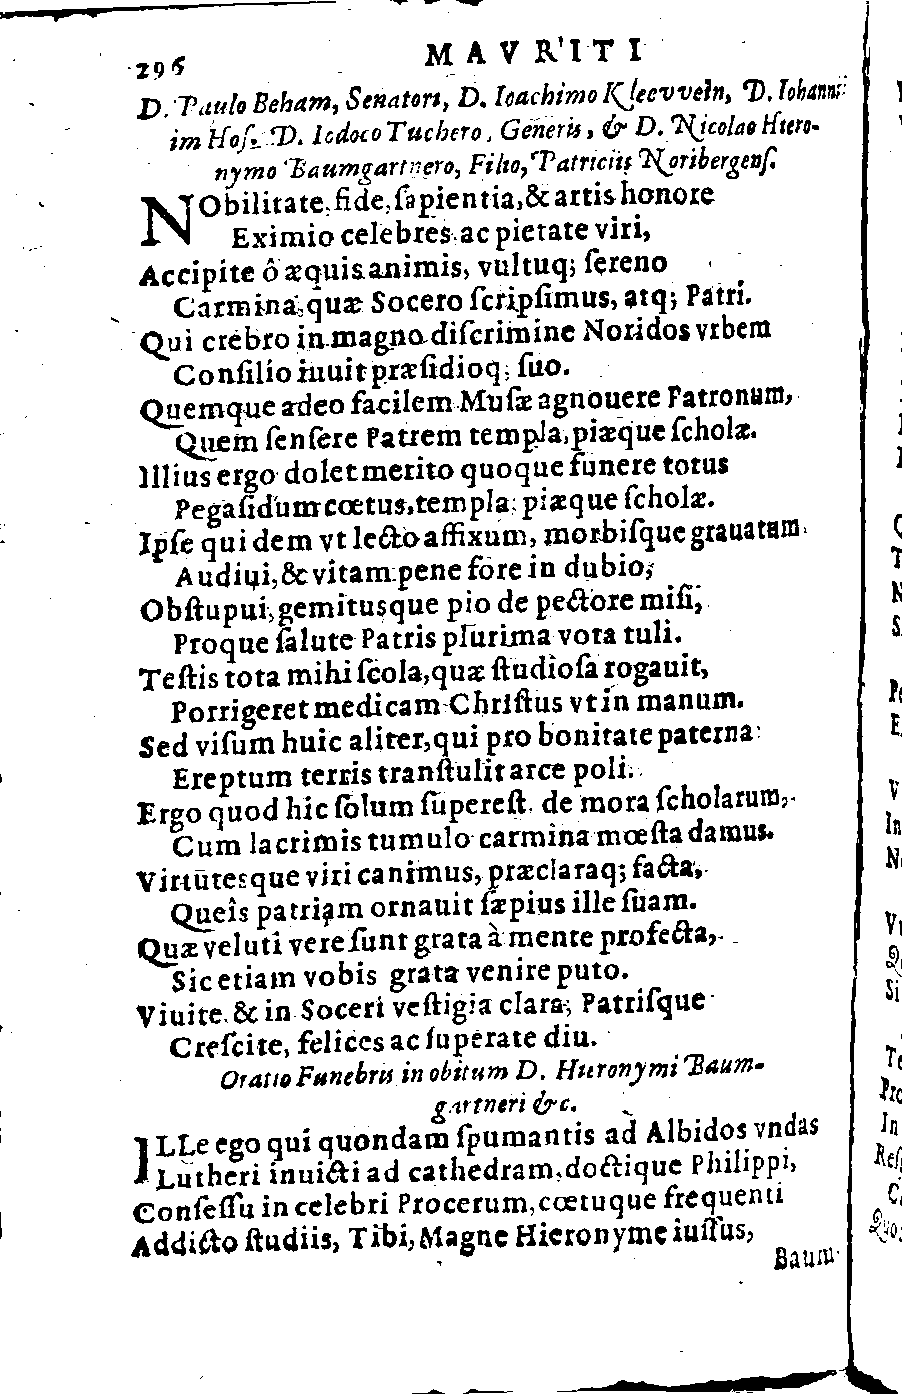 296 MAVRITI
D. Paulo Beham, Senatori, D. Ioachimo Kleevvein, D. Iohanni
im Hof. D. Iodoco Tuchero, Generis, & D. Nicolao Hiero-
nymo Baumgartnero, Filio, Patriciis Noribergenſ.
NObilitate, fide, ſapientia, & artis honore
Eximio celebres ac pietate viri,
Accipite ô æquis animis, vultuq; ſereno
Carmina, quæ Socero ſcripſimus, atq; Patri.
Qui crebro in magno diſcrimine Noridos vrbem
Conſilio iuuit præſidioq; ſuo.
Quemque adeo facilem Muſæ agnouere Patronum,
Quem ſenſere Patrem templa, piæque ſcholæ.
Illius ergo dolet merito quoque funere totus
Pegaſidum cœtus, templa, piæque ſcholæ.
Ipſe quidem vt lecto affixum, morbiſque grauatum
Audiui, & vitam pene fore in dubio,
Obſtupui, gemitusque pio de pectore miſi,
Proque ſalute Patris plurima vota tuli.
Teſtis tota mihi ſcola, quæ ſtudioſa rogauit,
Porrigeret medicam Chriſtus vt in manum.
Sed viſum huic aliter, qui pro bonitate paterna
Ereptum terris tranſtulit arce poli.
Ergo quod hic ſolum ſupereſt de mora ſcholarum,
Cum lacrimis tumulo carmina mœſta damus.
Virtūtesque viri canimus, præclaraq; facta,
Queîs patriam ornauit ſæpius ille ſuam.
Quæ veluti vere ſunt grata à mente profecta,
Sic etiam vobis grata venire puto.
Viuite & in Soceri veſtigia clara, Patriſque
Creſcite, felices ac ſuperate diu.
Oratio Funebris in obitum D. Hieronymi Baum-
gartneri &c.
ILLe ego qui quondam ſpumantis ad Albidos vndas
Lutheri inuicti ad cathedram, doctique Philippi,
Conſeſſu in celebri Procerum, cœtuque frequenti
Addicto ſtudiis, Tibi, Magne Hieronyme iuſſus,
Baum-